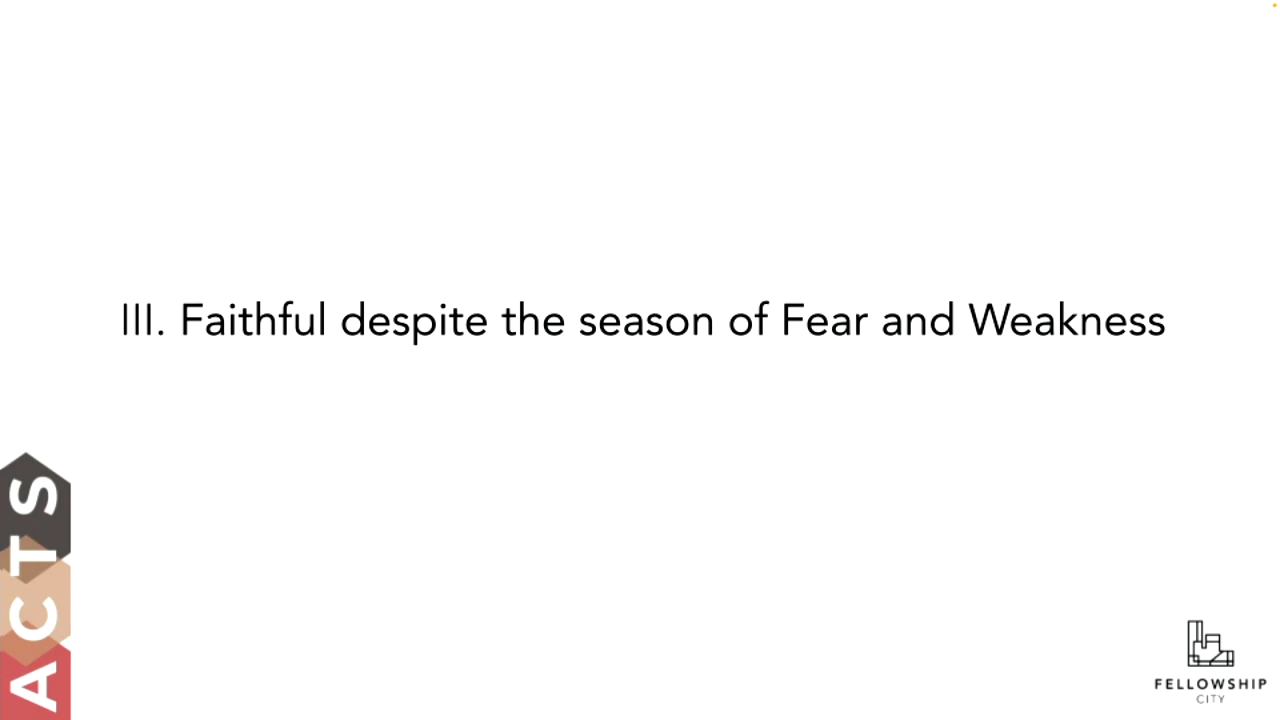 III. Faithful despite the season of Fear and Weakness
ACTS
FELLOWSHIP
CITY